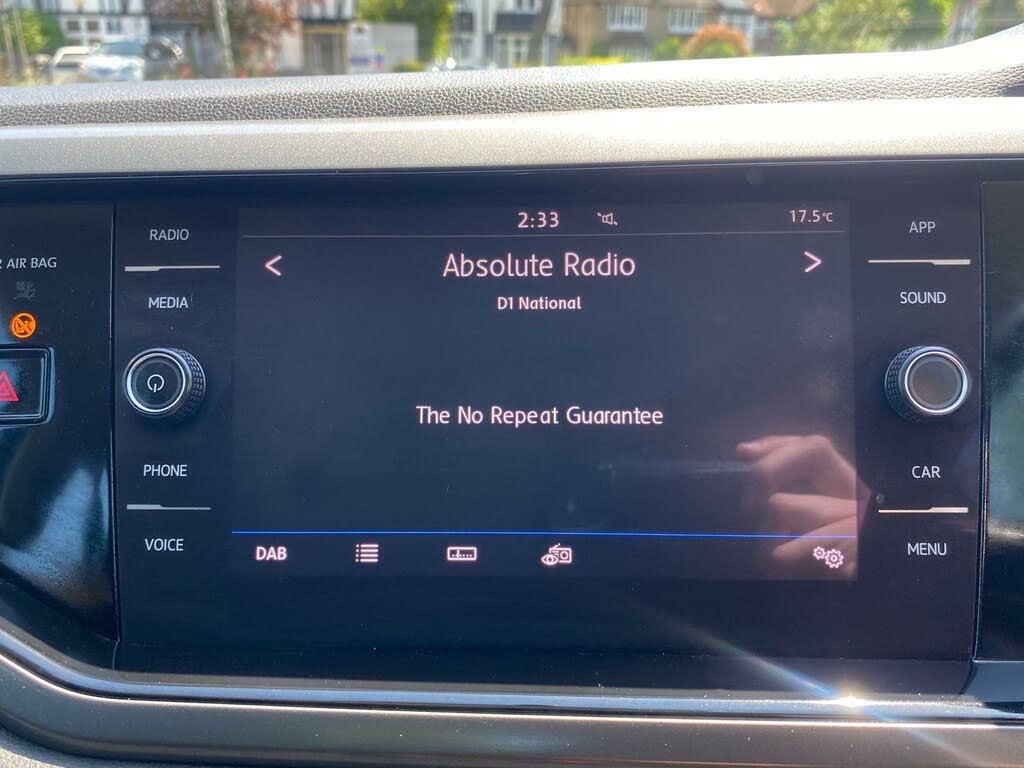 2:33
17.5°C
RADIO
APP
< Absolute Radio >
R AIR BAG
D1 National
MEDIA
SOUND
The No Repeat Guarantee
PHONE
CAR
VOICE
DAB
MENU